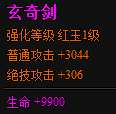 玄奇剑
强化等级 红玉1级
普通攻击 +3044
绝技攻击 +306
生命 +9900